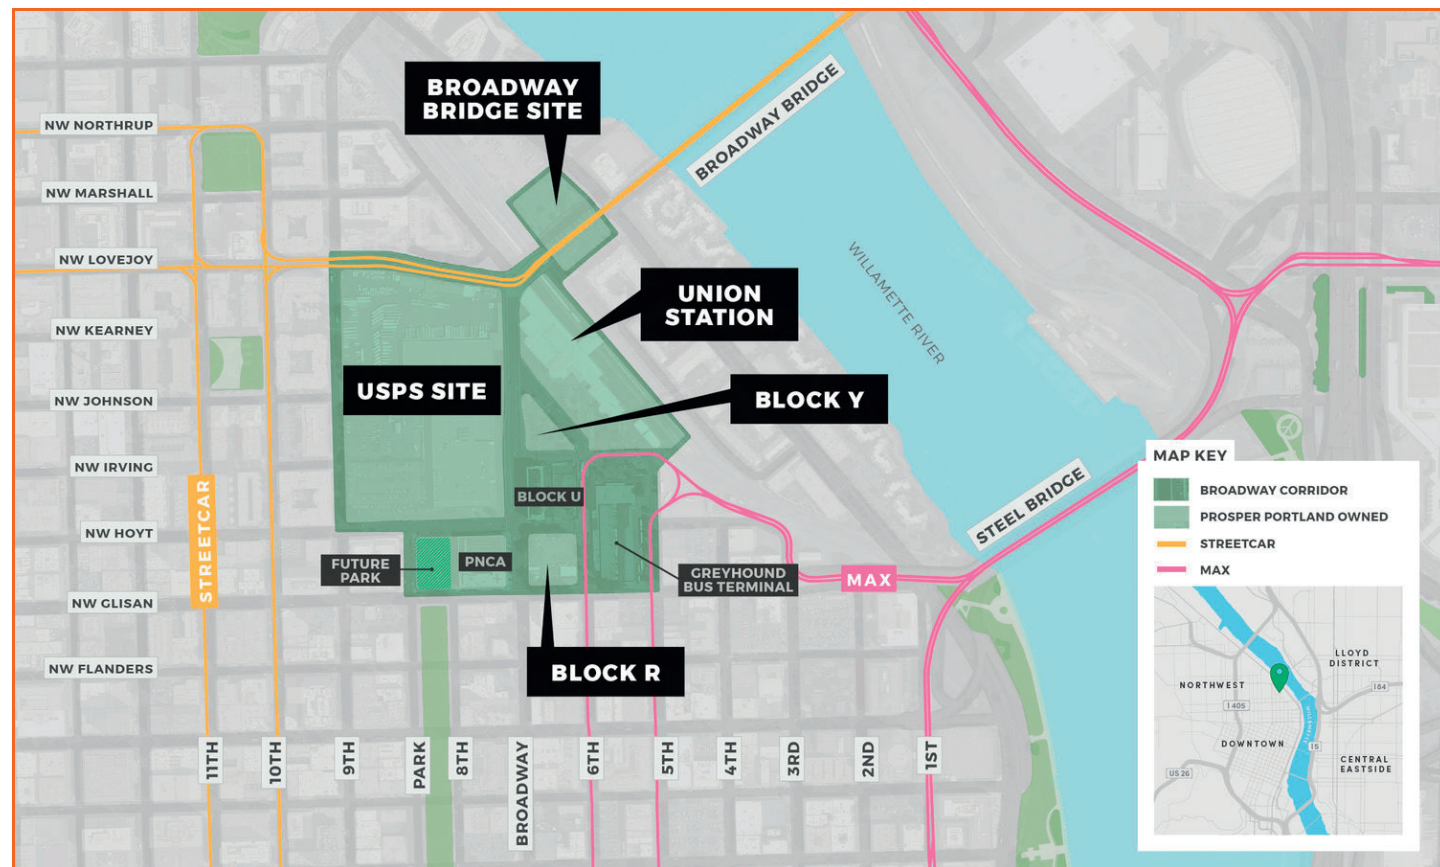 BROADWAY
BRIDGE SITE
BROADWAY BRIDGE
NW NORTHRUP
NW MARSHALL
NW LOVEJOY
NW KEARNEY
NW JOHNSON
NW IRVING
NW HOYT
NW GLISAN
NW FLANDERS
UNION
STATION
WILLAMETTE RIVER
USPS SITE
BLOCK Y
STREETCAR
BLOCK U
FUTURE
PARK
PNCA
GREYHOUND
BUS TERMINAL
MAX
STEEL BRIDGE
BLOCK R
11TH
10TH
9TH
PARK
8TH
BROADWAY
6TH
5TH
4TH
3RD
2ND
1ST
MAP KEY
BROADWAY CORRIDOR
PROSPER PORTLAND OWNED
STREETCAR
MAX
LLOYD
DISTRICT
NORTHWEST
I 84
I 405
DOWNTOWN
I 5
CENTRAL
EASTSIDE
US 26